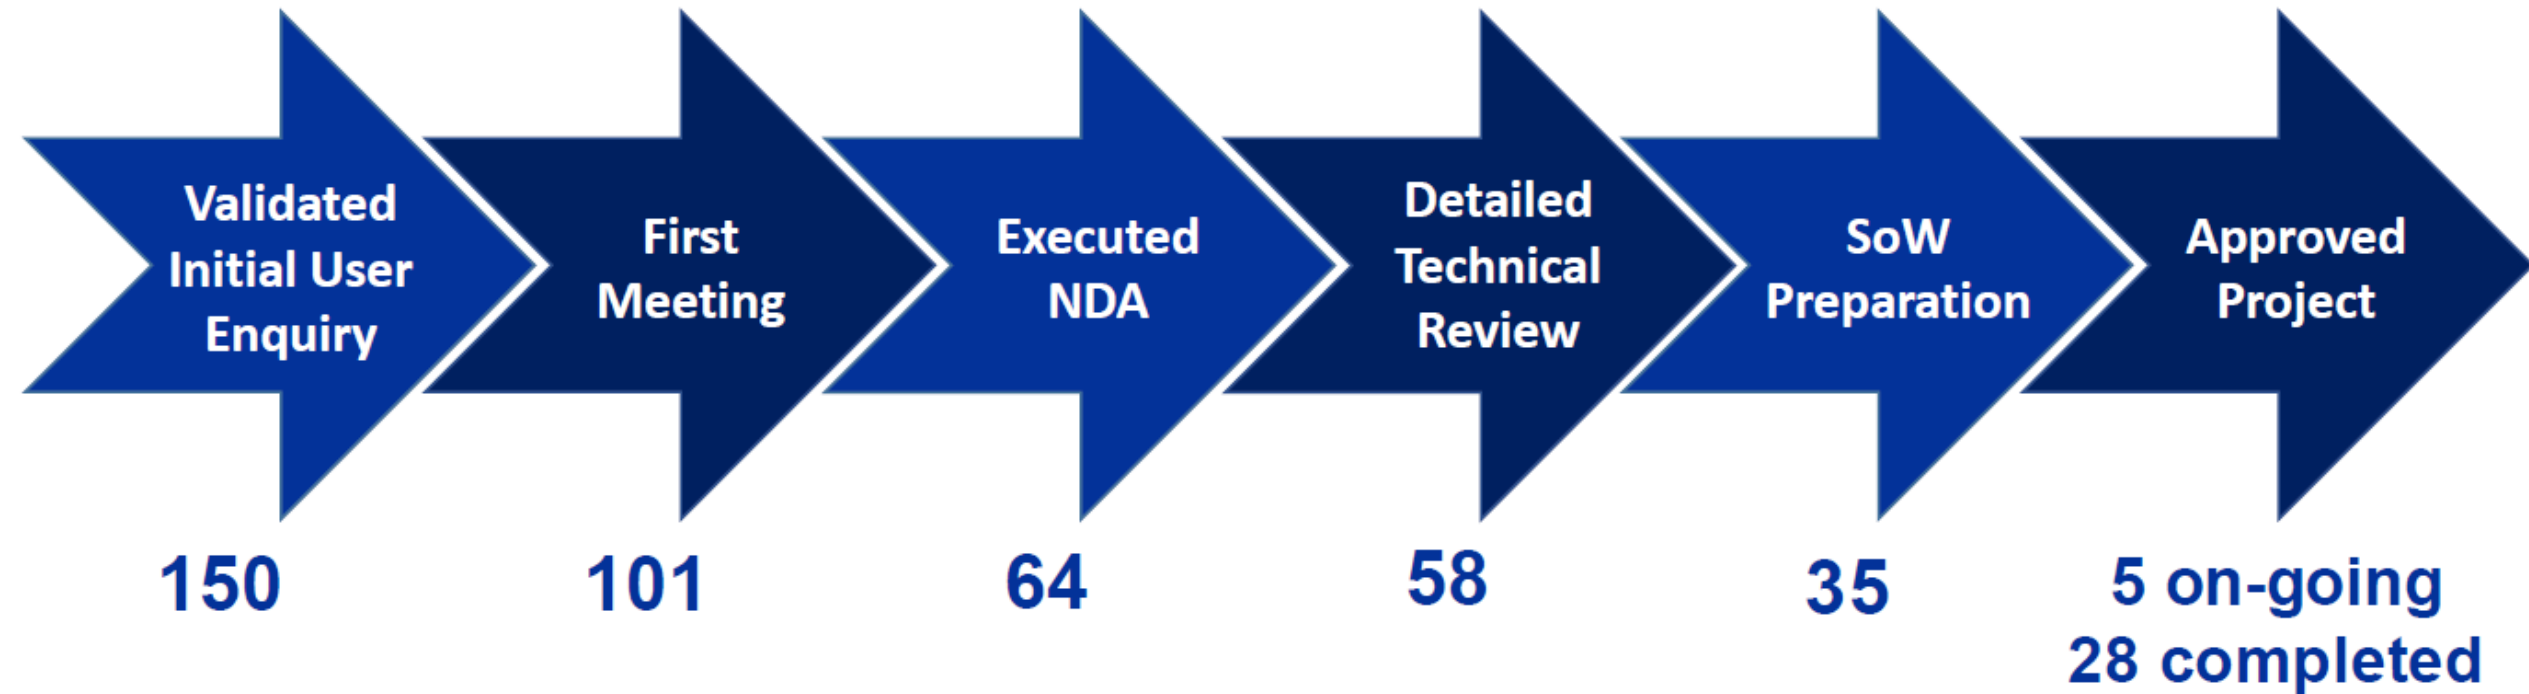 Validated
Initial User
Enquiry
First
Meeting
Executed
NDA
Detailed
Technical
Review
SoW
Preparation
Approved
Project
150
101
64
58
35
5 on-going
28 completed